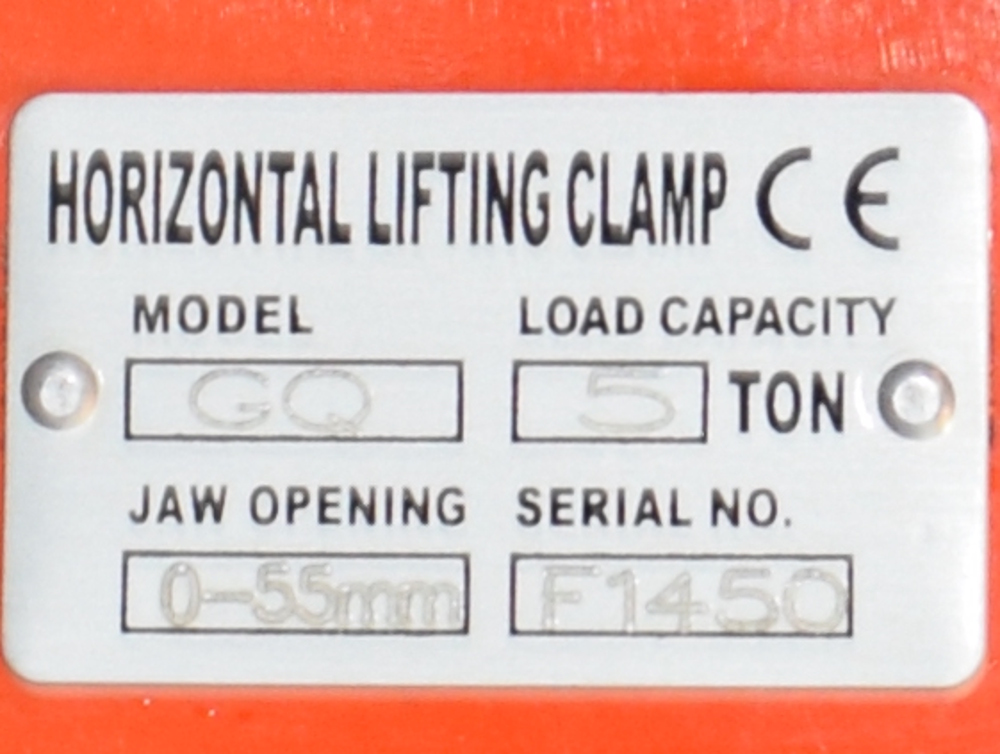 HORIZONTAL LIFTING CLAMP CE
MODEL LOAD CAPACITY
GQ 5 TON
JAW OPENING SERIAL NO.
0-55mm F1450